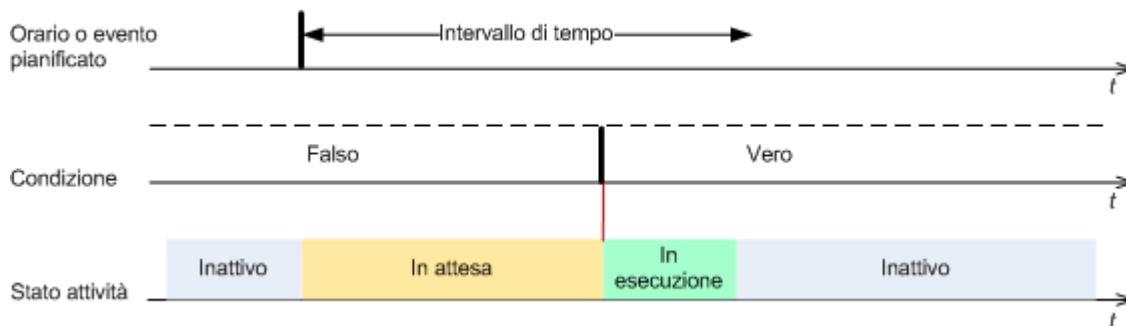 Orario o evento
pianificato
Intervallo di tempo
t
Falso
Vero
Condizione
t
Inattivo
In attesa
In
esecuzione
Inattivo
Stato attività
t